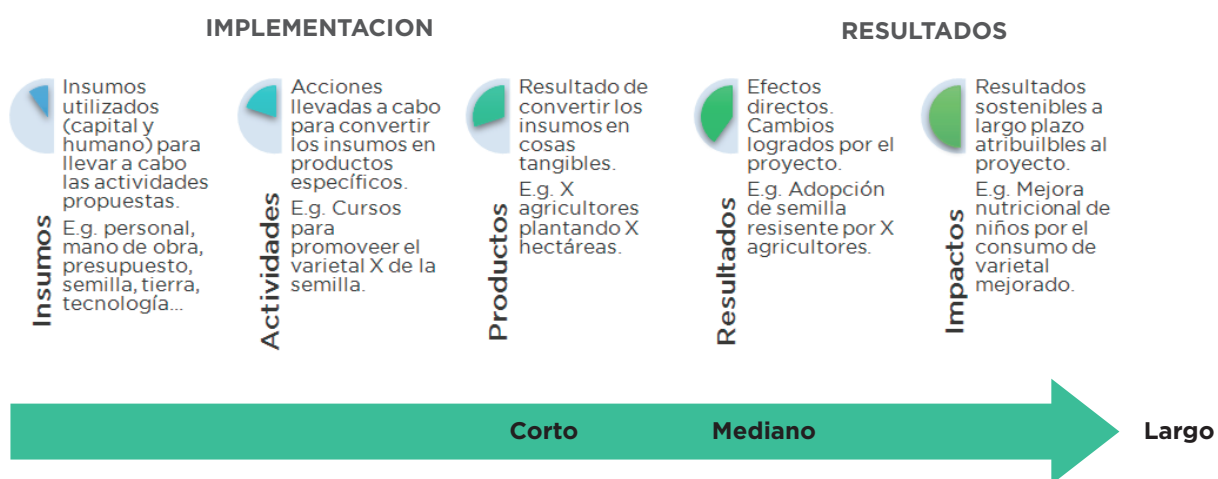 IMPLEMENTACION
RESULTADOS
Insumos
Insumos
utilizados
(capital y
humano) para
llevar a cabo
las actividades
propuestas.
E.g. personal,
mano de obra,
presupuesto,
semilla, tierra,
tecnología...
Actividades
Acciones
llevadas a cabo
para convertir
los insumos en
productos
específicos.
E.g. Cursos
para
promoveer el
varietal X de la
semilla.
Productos
Resultado de
convertir los
insumos en
cosas
tangibles.
E.g. X
agricultores
plantando X
hectáreas.
Resultados
Efectos
directos.
Cambios
logrados por el
proyecto.
E.g. Adopción
de semilla
resisente por X
agricultores.
Impactos
Resultados
sostenibles a
largo plazo
atribuilbles al
proyecto.
E.g. Mejora
nutricional de
niños por el
consumo de
varietal
mejorado.
Corto
Mediano
Largo